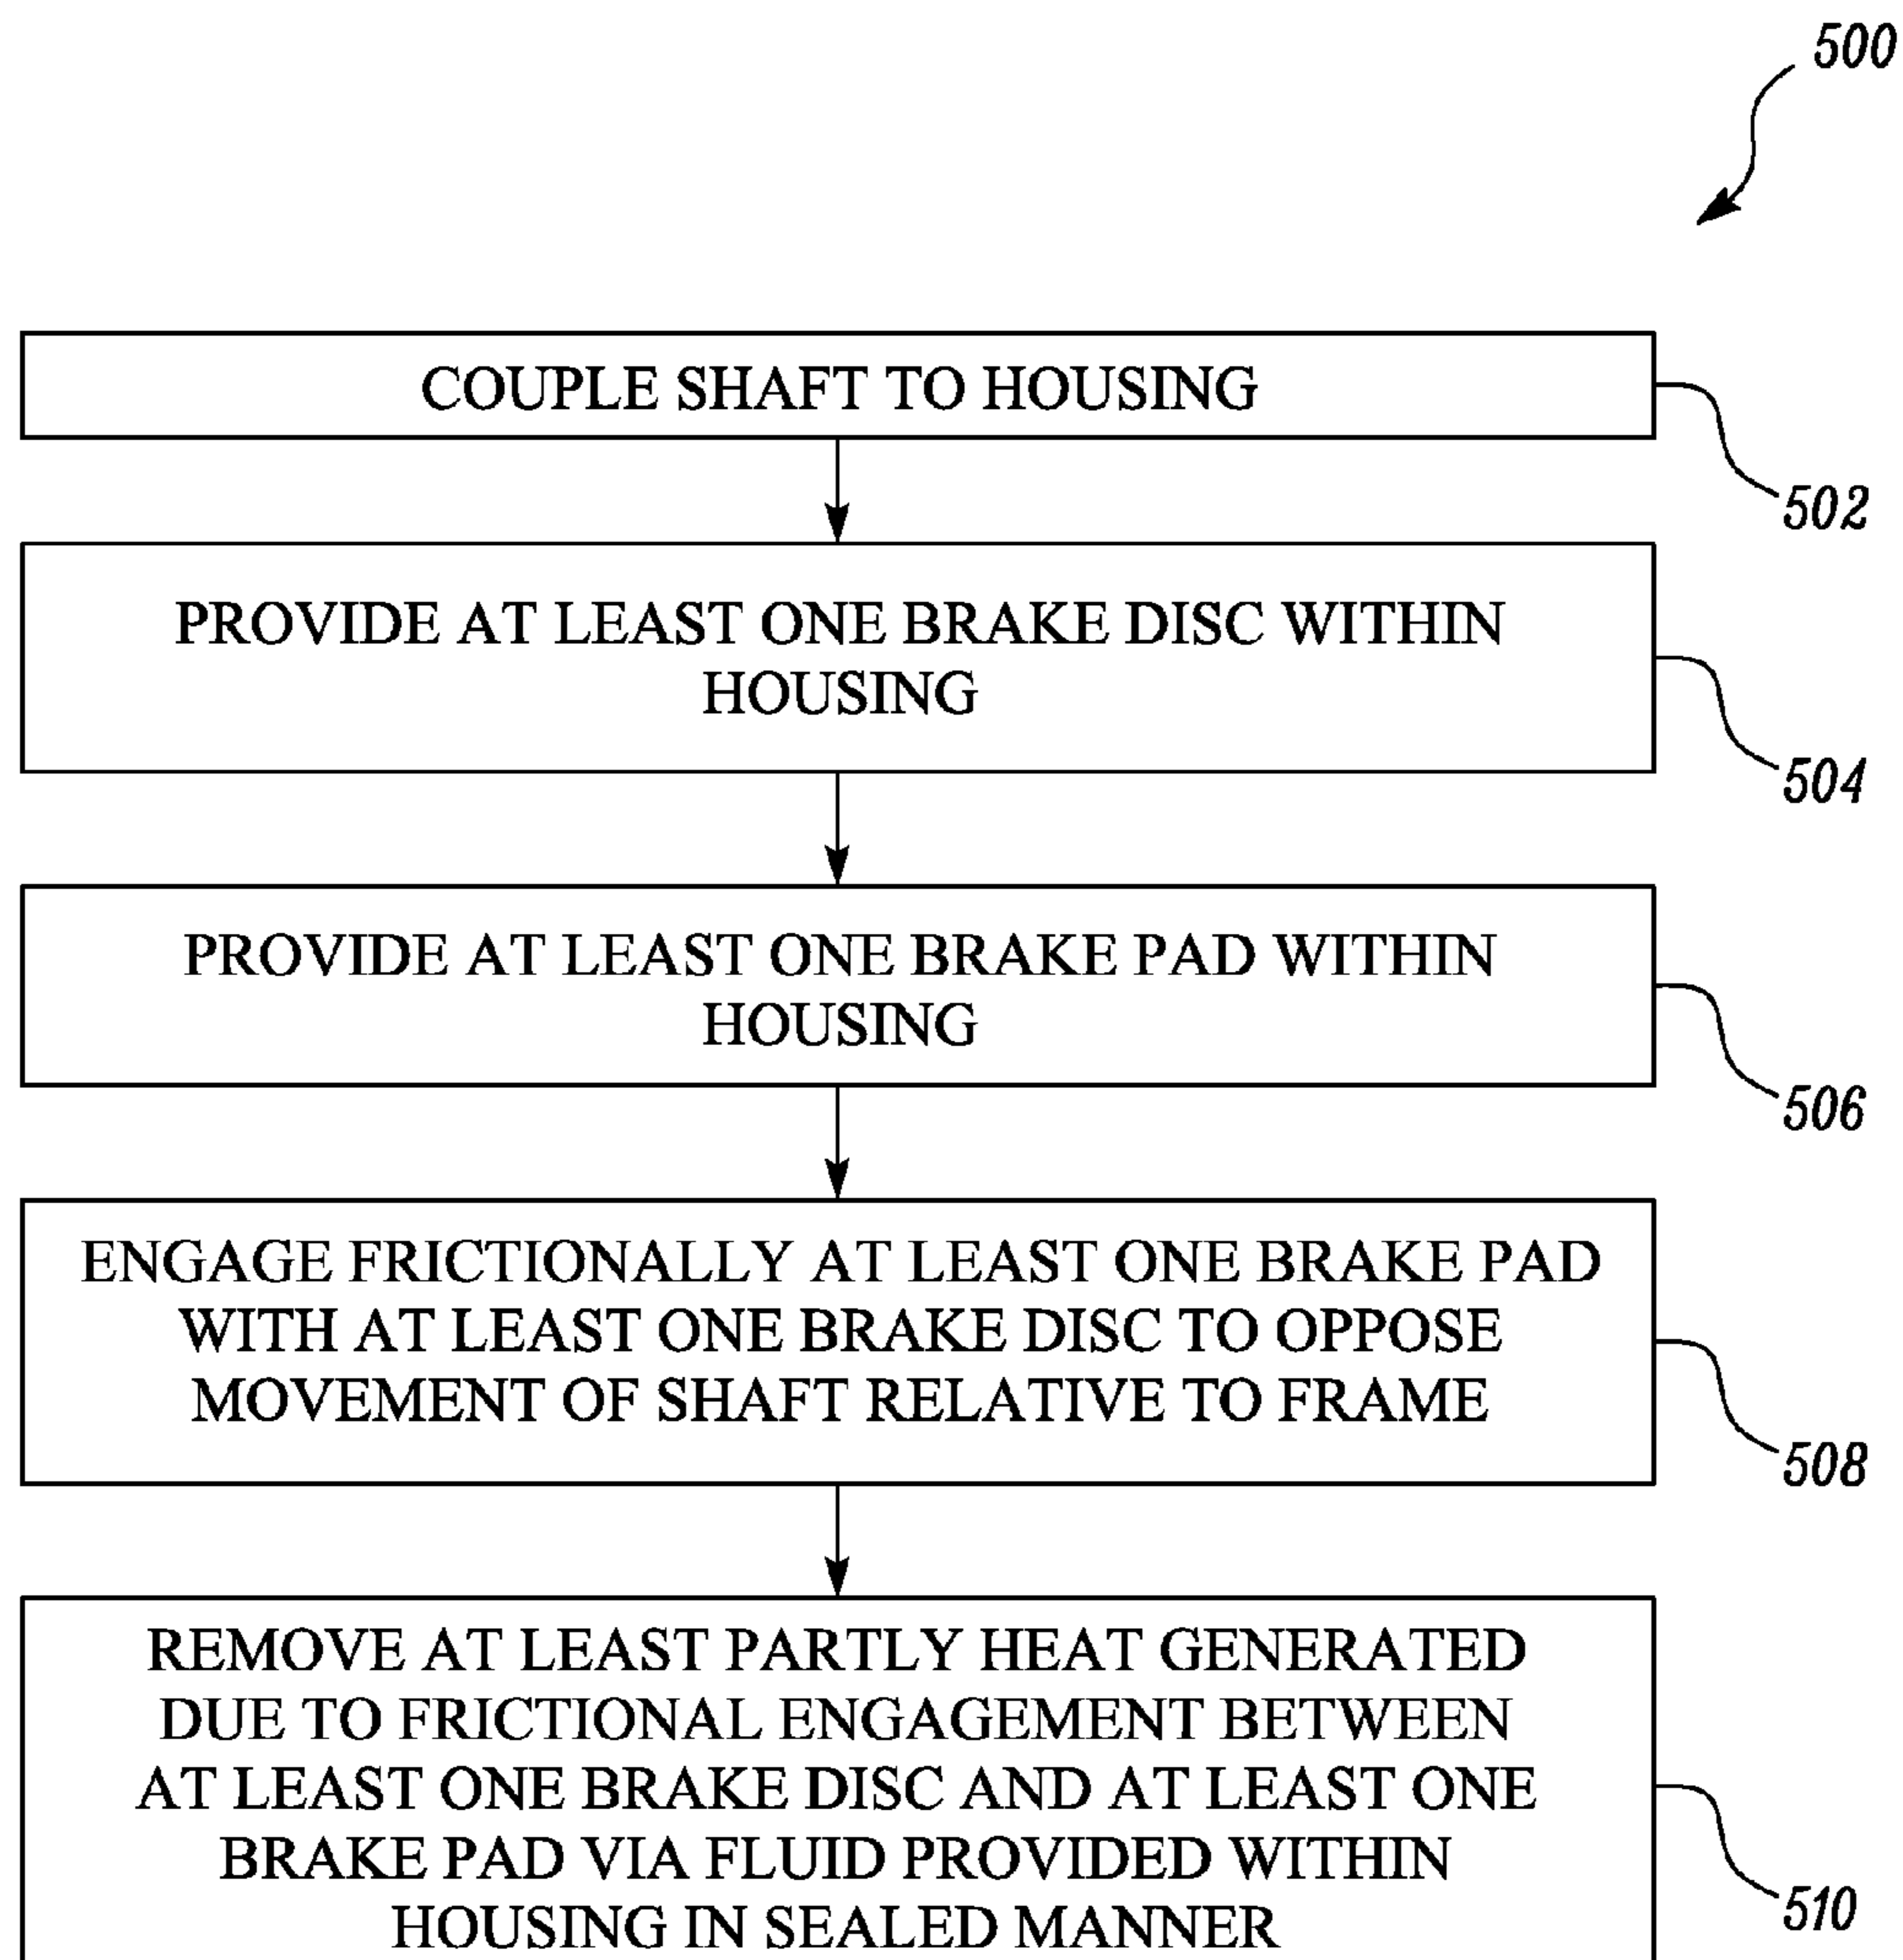 500
COUPLE SHAFT TO HOUSING
502
PROVIDE AT LEAST ONE BRAKE DISC WITHIN
HOUSING
504
PROVIDE AT LEAST ONE BRAKE PAD WITHIN
HOUSING
506
ENGAGE FRICTIONALLY AT LEAST ONE BRAKE PAD
WITH AT LEAST ONE BRAKE DISC TO OPPOSE
MOVEMENT OF SHAFT RELATIVE TO FRAME
508
REMOVE AT LEAST PARTLY HEAT GENERATED
DUE TO FRICTIONAL ENGAGEMENT BETWEEN
AT LEAST ONE BRAKE DISC AND AT LEAST ONE
BRAKE PAD VIA FLUID PROVIDED WITHIN
HOUSING IN SEALED MANNER
510